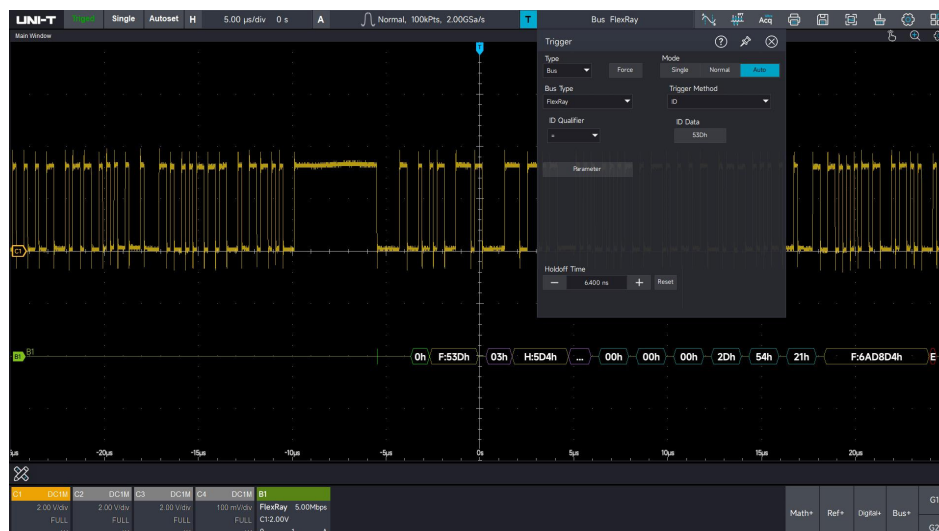 UNI-T Triged Single Autoset H 5.00 μs/div 0 s A Normal, 100kPts, 2.00GSa/s T Bus FlexRay Acq
Main Window
T
Trigger
Type
Mode
Bus Force Single Normal Auto
Bus Type
Trigger Method
FlexRay ID
ID Qualifier
ID Data
= 53Dh
Parameter
C1
Holdoff Time
— 6.400 ns + Reset
B1 B1 0h F:53Dh 03h H:5D4h ... 00h 00h 00h 2Dh 54h 21h F:6AD8D4h E
-20μs -15μs -10μs -5μs 0s 5μs 10μs 15μs 20μs
C1 DC1M C2 DC1M C3 DC1M C4 DC1M B1
2.00 V/div 2.00 V/div 2.00 V/div 100 mV/div FlexRay 5.00Mbps
FULL FULL FULL FULL C1:2.00V
Math+ Ref+ Digital+ Bus+
G1
G2